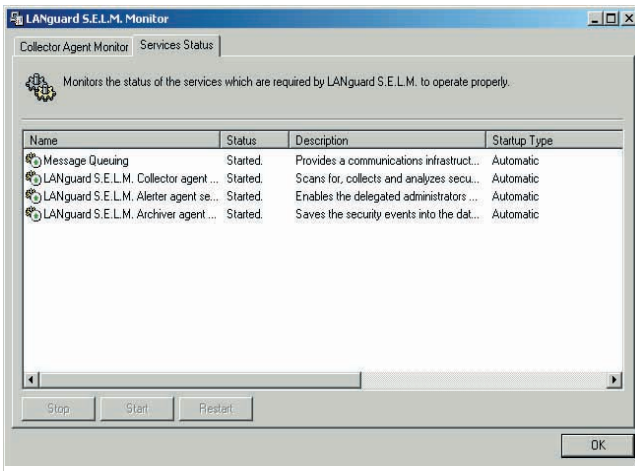 LANguard S.E.L.M. Monitor
Collector Agent Monitor Services Status
Monitors the status of the services which are required by LANguard S.E.L.M. to operate properly.
Name Status Description Startup Type
Message Queuing Started. Provides a communications infrastruct... Automatic
LANguard S.E.L.M. Collector agent ... Started. Scans for, collects and analyzes secu... Automatic
LANguard S.E.L.M. Alerter agent se... Started. Enables the delegated administrators ... Automatic
LANguard S.E.L.M. Archiver agent ... Started. Saves the security events into the dat... Automatic
Stop Start Restart
OK